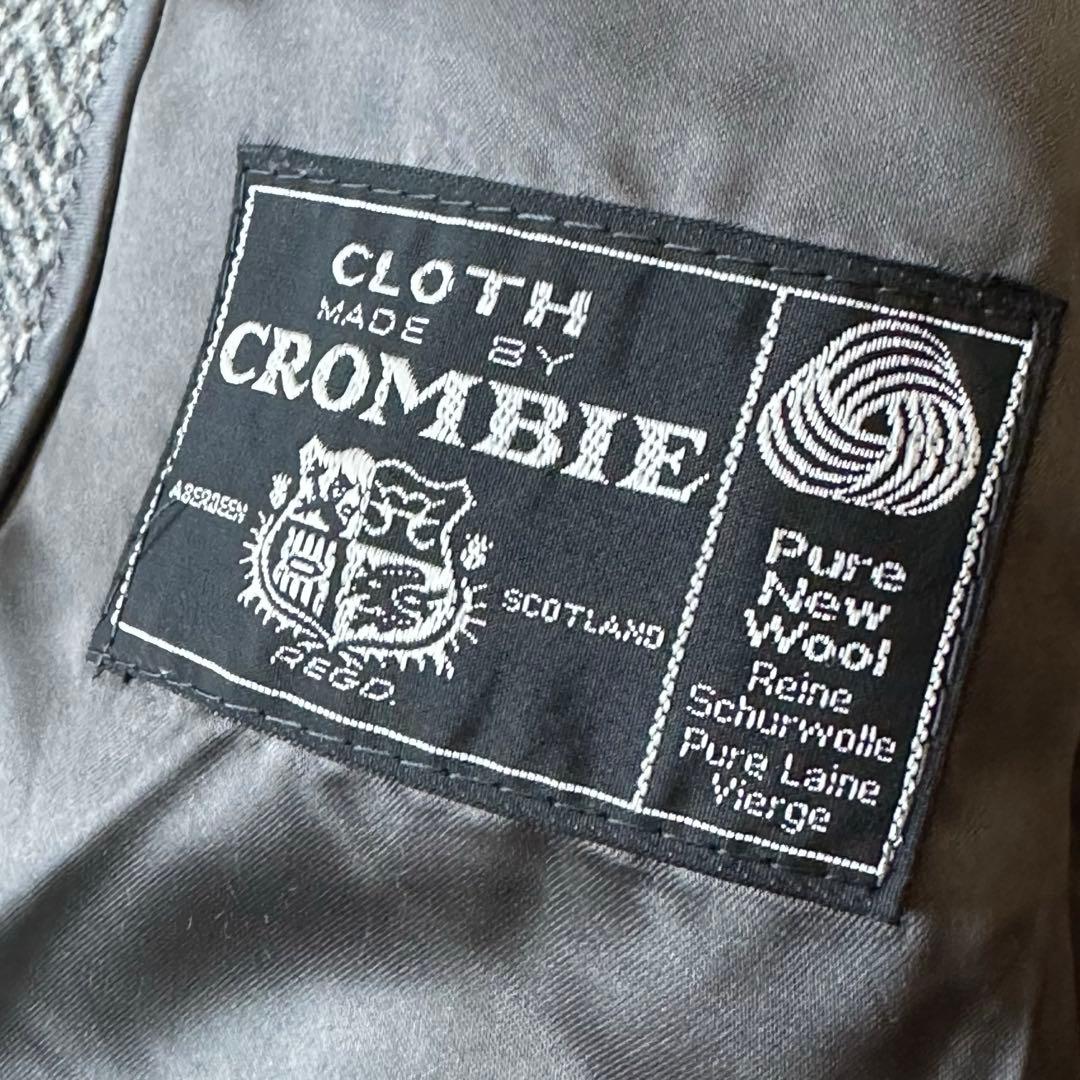 CLOTH
MADE BY
CROMBIE
ABERDEEN
SCOTLAND
REGD.
Pure
New
Wool
Reine
Schurwolle
Pure Laine
Vierge